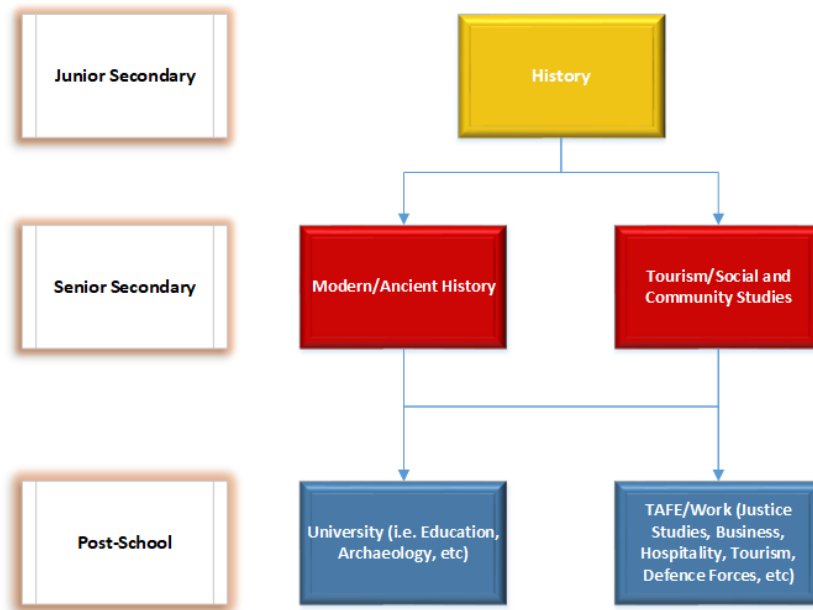 Junior Secondary
History
Senior Secondary
Modern/Ancient History
Tourism/Social and
Community Studies
Post-School
University (i.e. Education,
Archaeology, etc)
TAFE/Work (Justice
Studies, Business,
Hospitality, Tourism,
Defence Forces, etc)